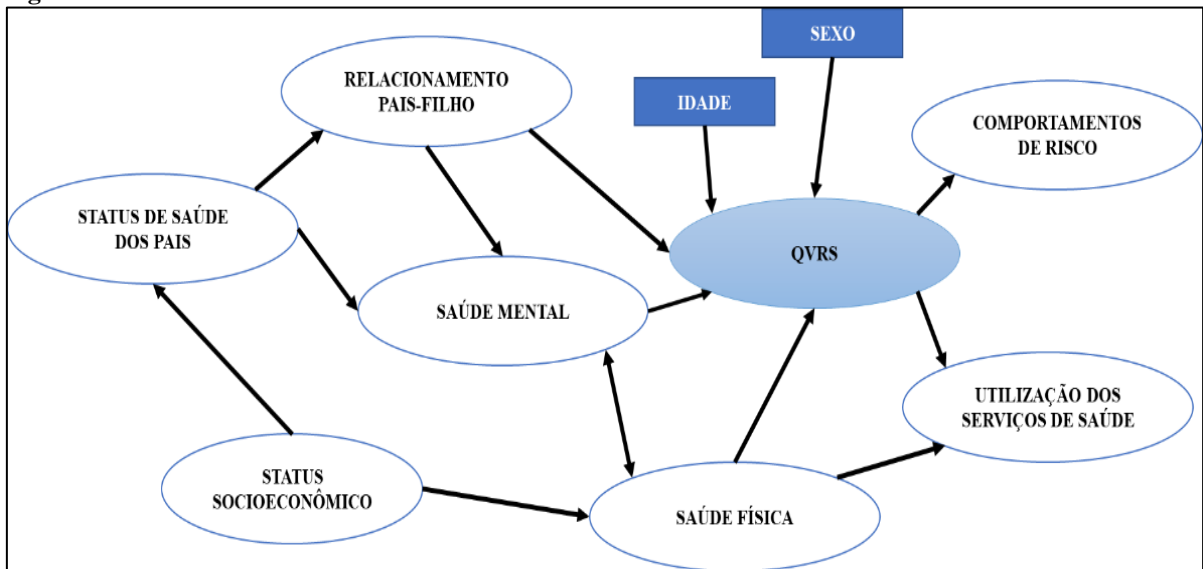 SEXO
RELACIONAMENTO
PAIS-FILHO
IDADE
COMPORTAMENTOS
DE RISCO
STATUS DE SAÚDE
DOS PAIS
QVRS
SAÚDE MENTAL
UTILIZAÇÃO DOS
SERVIÇOS DE SAÚDE
STATUS
SOCIOECONÔMICO
SAÚDE FÍSICA